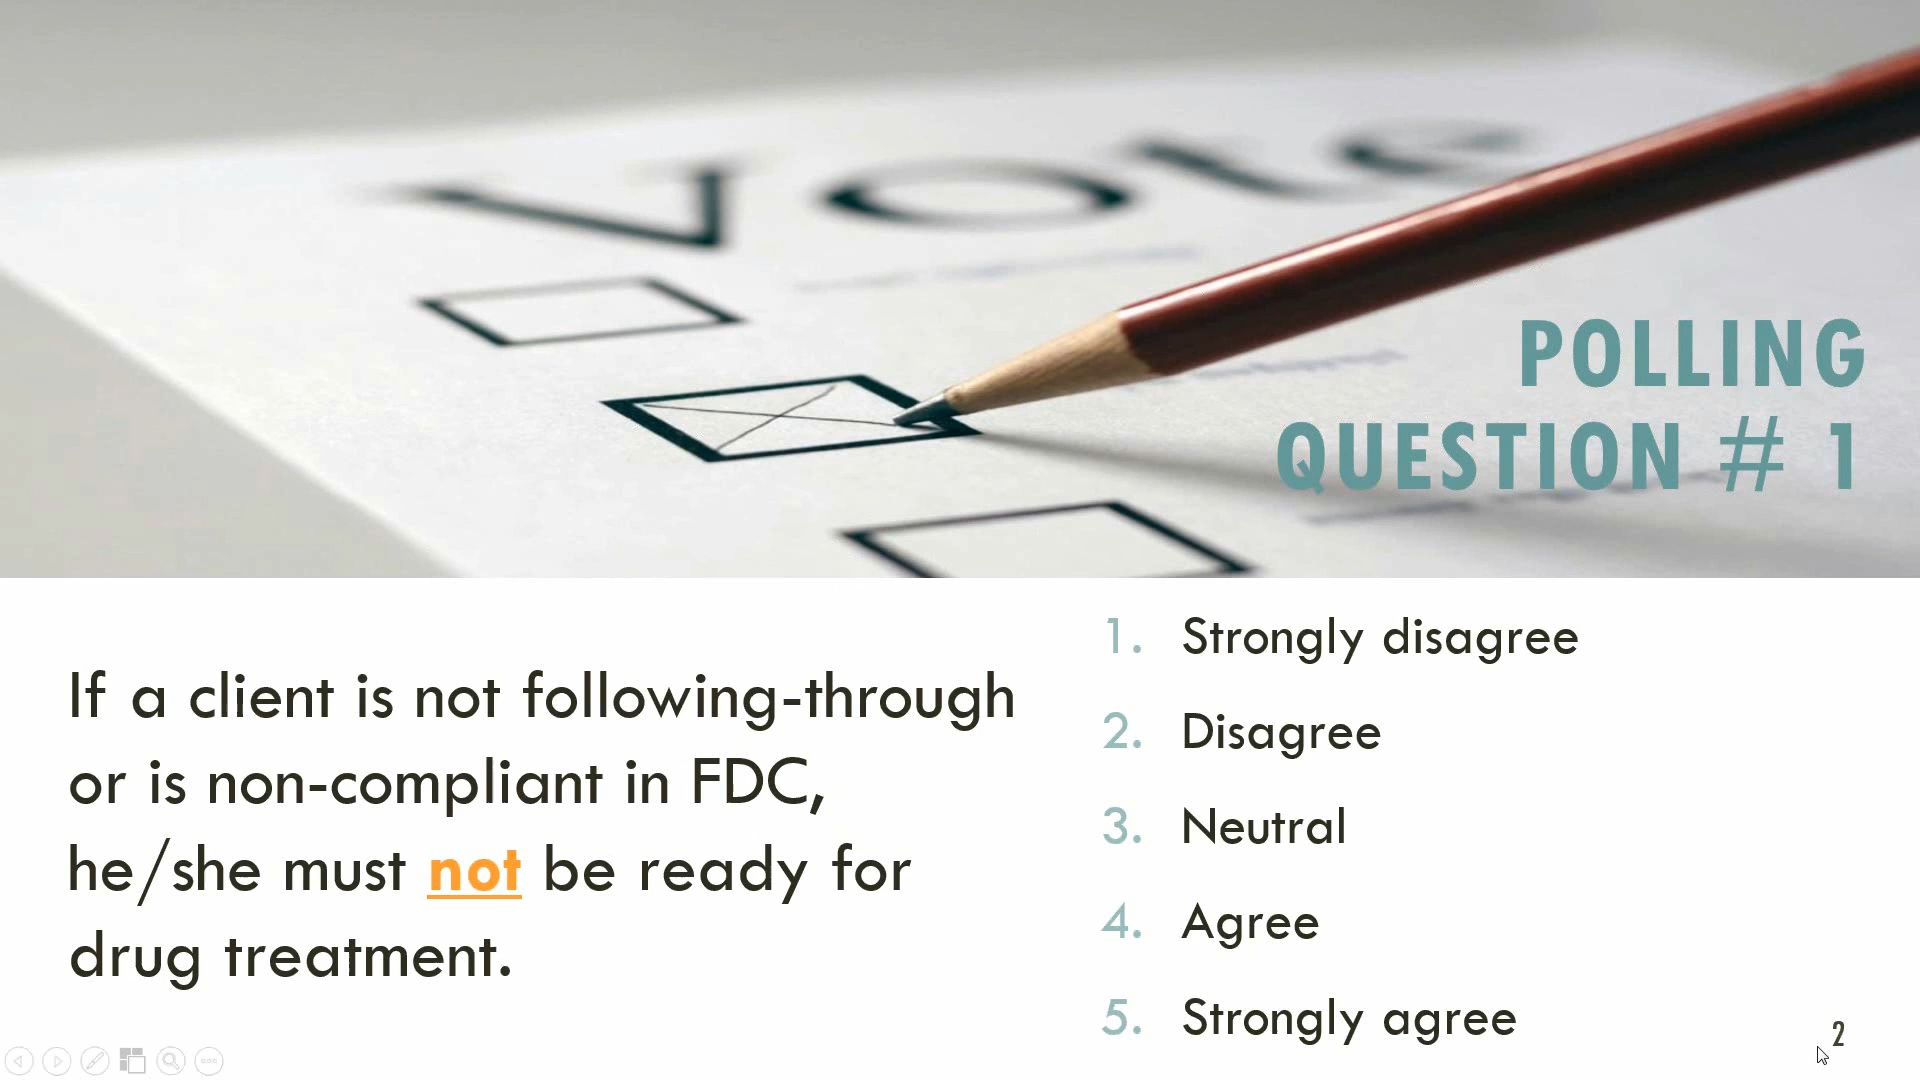 Vote
POLLING
QUESTION # 1
If a client is not following-through
or is non-compliant in FDC,
he/she must not be ready for
drug treatment.
1. Strongly disagree
2. Disagree
3. Neutral
4. Agree
5. Strongly agree
2